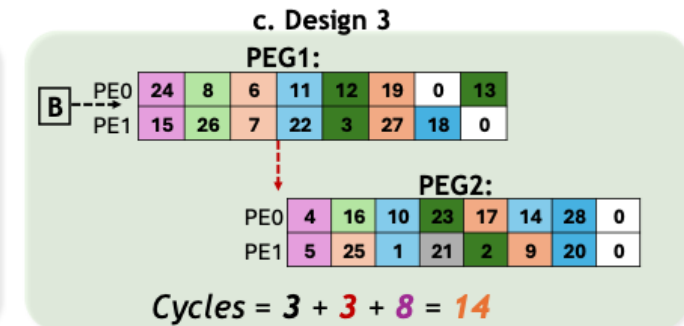 c. Design 3
PEG1:
B PE0 24 8 6 11 12 19 0 13
PE1 15 26 7 22 3 27 18 0
PEG2:
PE0 4 16 10 23 17 14 28 0
PE1 5 25 1 21 2 9 20 0
Cycles = 3 + 3 + 8 = 14